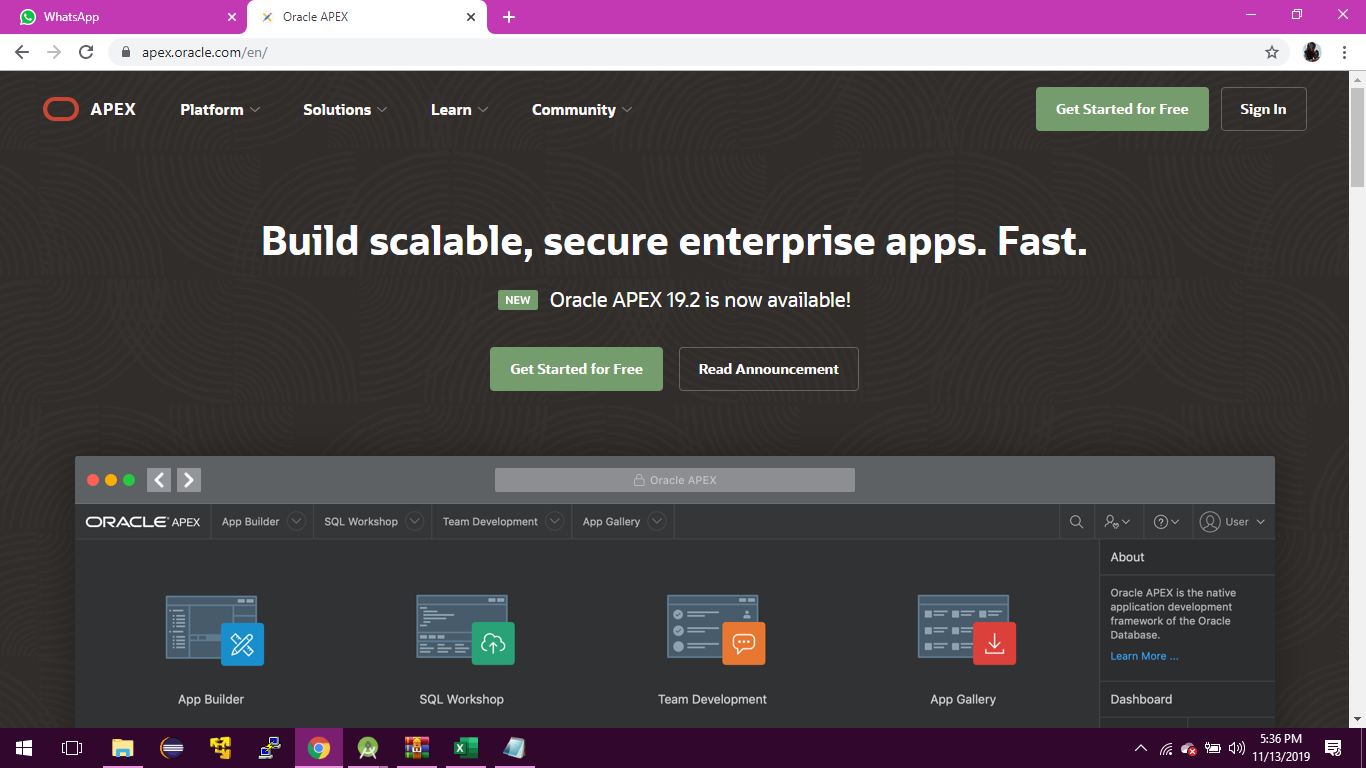 WhatsApp
Oracle APEX
apex.oracle.com/en/
APEX
Platform
Solutions
Learn
Community
Get Started for Free
Sign In
Build scalable, secure enterprise apps. Fast.
NEW Oracle APEX 19.2 is now available!
Get Started for Free
Read Announcement
Oracle APEX
ORACLE APEX
App Builder
SQL Workshop
Team Development
App Gallery
User
About
Oracle APEX is the native
application development
framework of the Oracle
Database.
Learn More ...
App Builder
SQL Workshop
Team Development
App Gallery
Dashboard
5:36 PM
11/13/2019